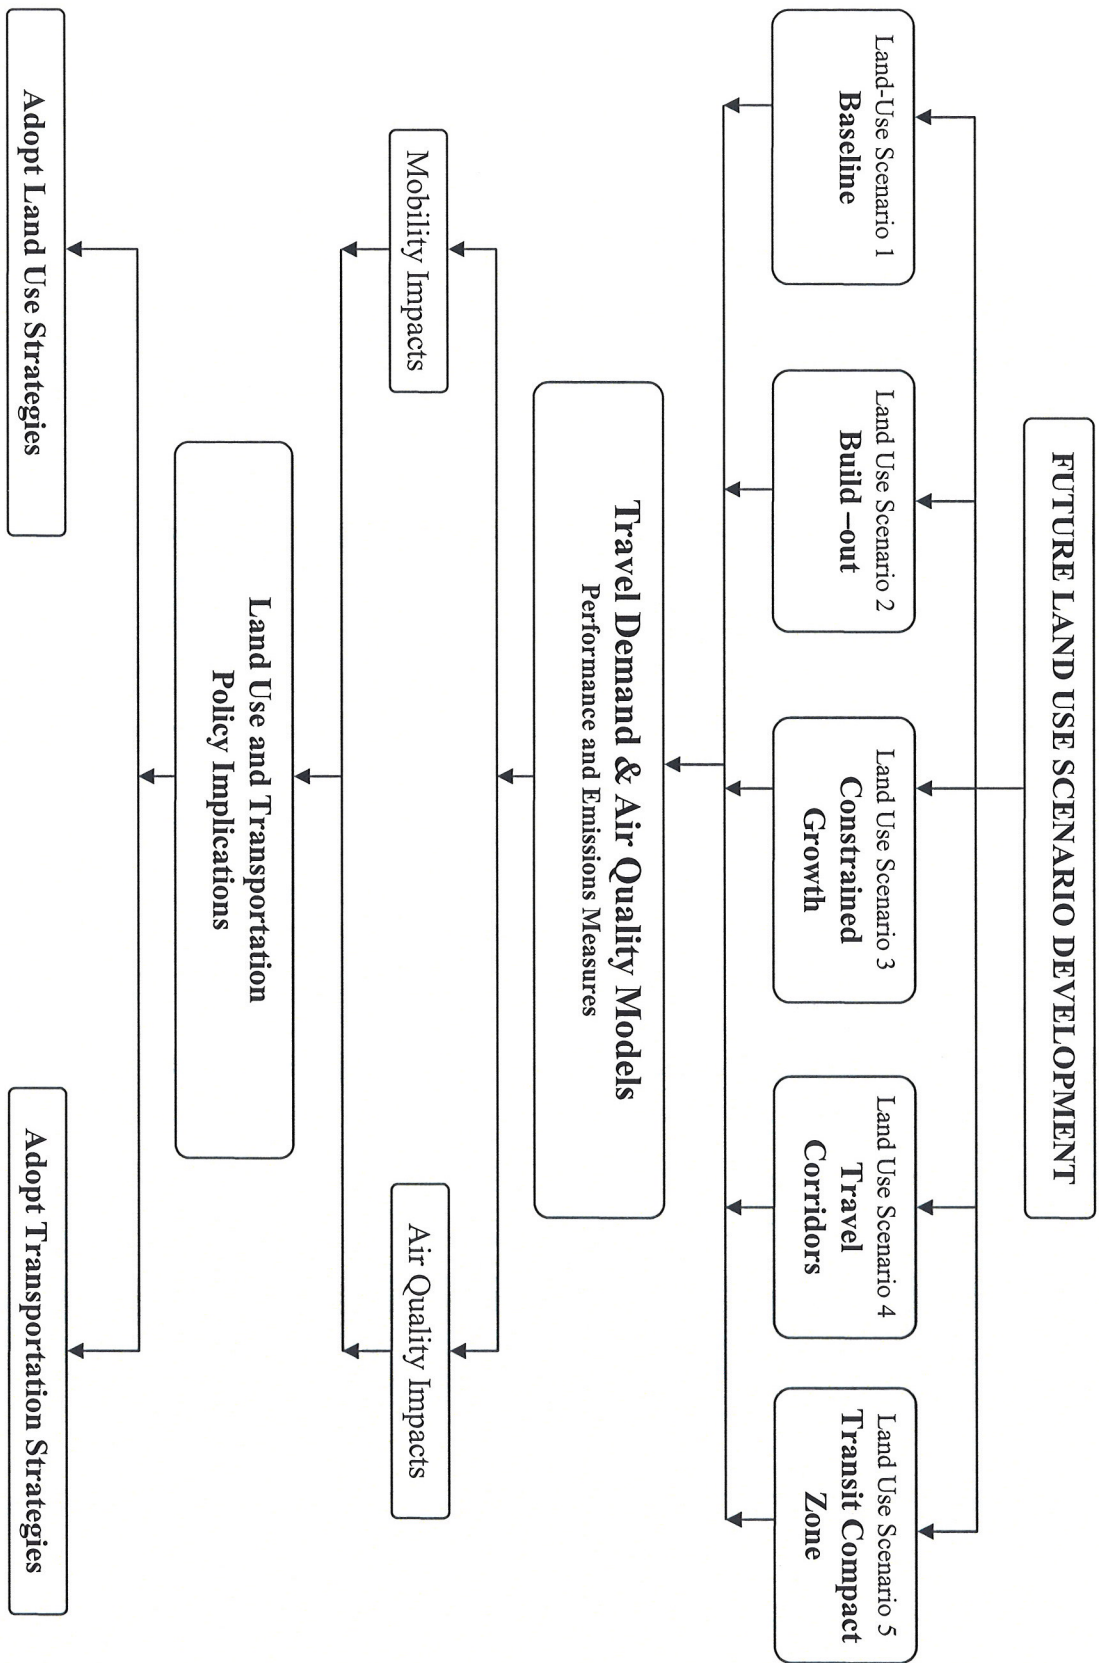 FUTURE LAND USE SCENARIO DEVELOPMENT
Land-Use Scenario 1
Baseline
Land Use Scenario 2
Build –out
Land Use Scenario 3
Constrained
Growth
Land Use Scenario 4
Travel
Corridors
Land Use Scenario 5
Transit Compact
Zone
Travel Demand & Air Quality Models
Performance and Emissions Measures
Mobility Impacts
Air Quality Impacts
Land Use and Transportation
Policy Implications
Adopt Land Use Strategies
Adopt Transportation Strategies